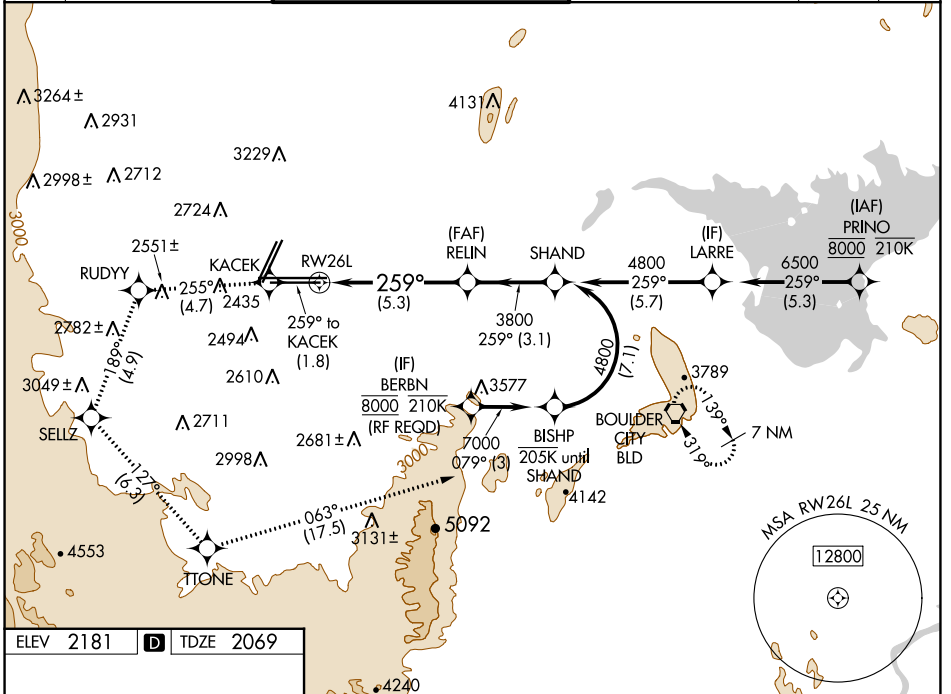 3264±
2931
4131
3229
2998±
2712
2724
3000
2551±
RUDYY
KACEK
RW26L
(FAF)
RELIN
SHAND
(IF)
LARRE
(IAF)
PRINO
8000 210K
255°
(4.7)
2435
259°
(5.3)
4800
259°
(5.7)
6500
259°
(5.3)
259° to
KACEK
(1.8)
3800
259° (3.1)
2782±
189°
(4.9)
2494
4800
(7.1)
3049±
2610
(IF)
BERBN
8000 210K
(RF REQD)
3577
3789
SELLZ
2711
2681±
2998
3000
7000
079° (3)
BISHP
205K until
SHAND
BOULDER
CITY
BLD
139°
319°
7 NM
127°
(6.3)
4142
063°
(17.5)
3131±
5092
4553
TTONE
MSA RW26L 25 NM
12800
ELEV 2181 D TDZE 2069
4240